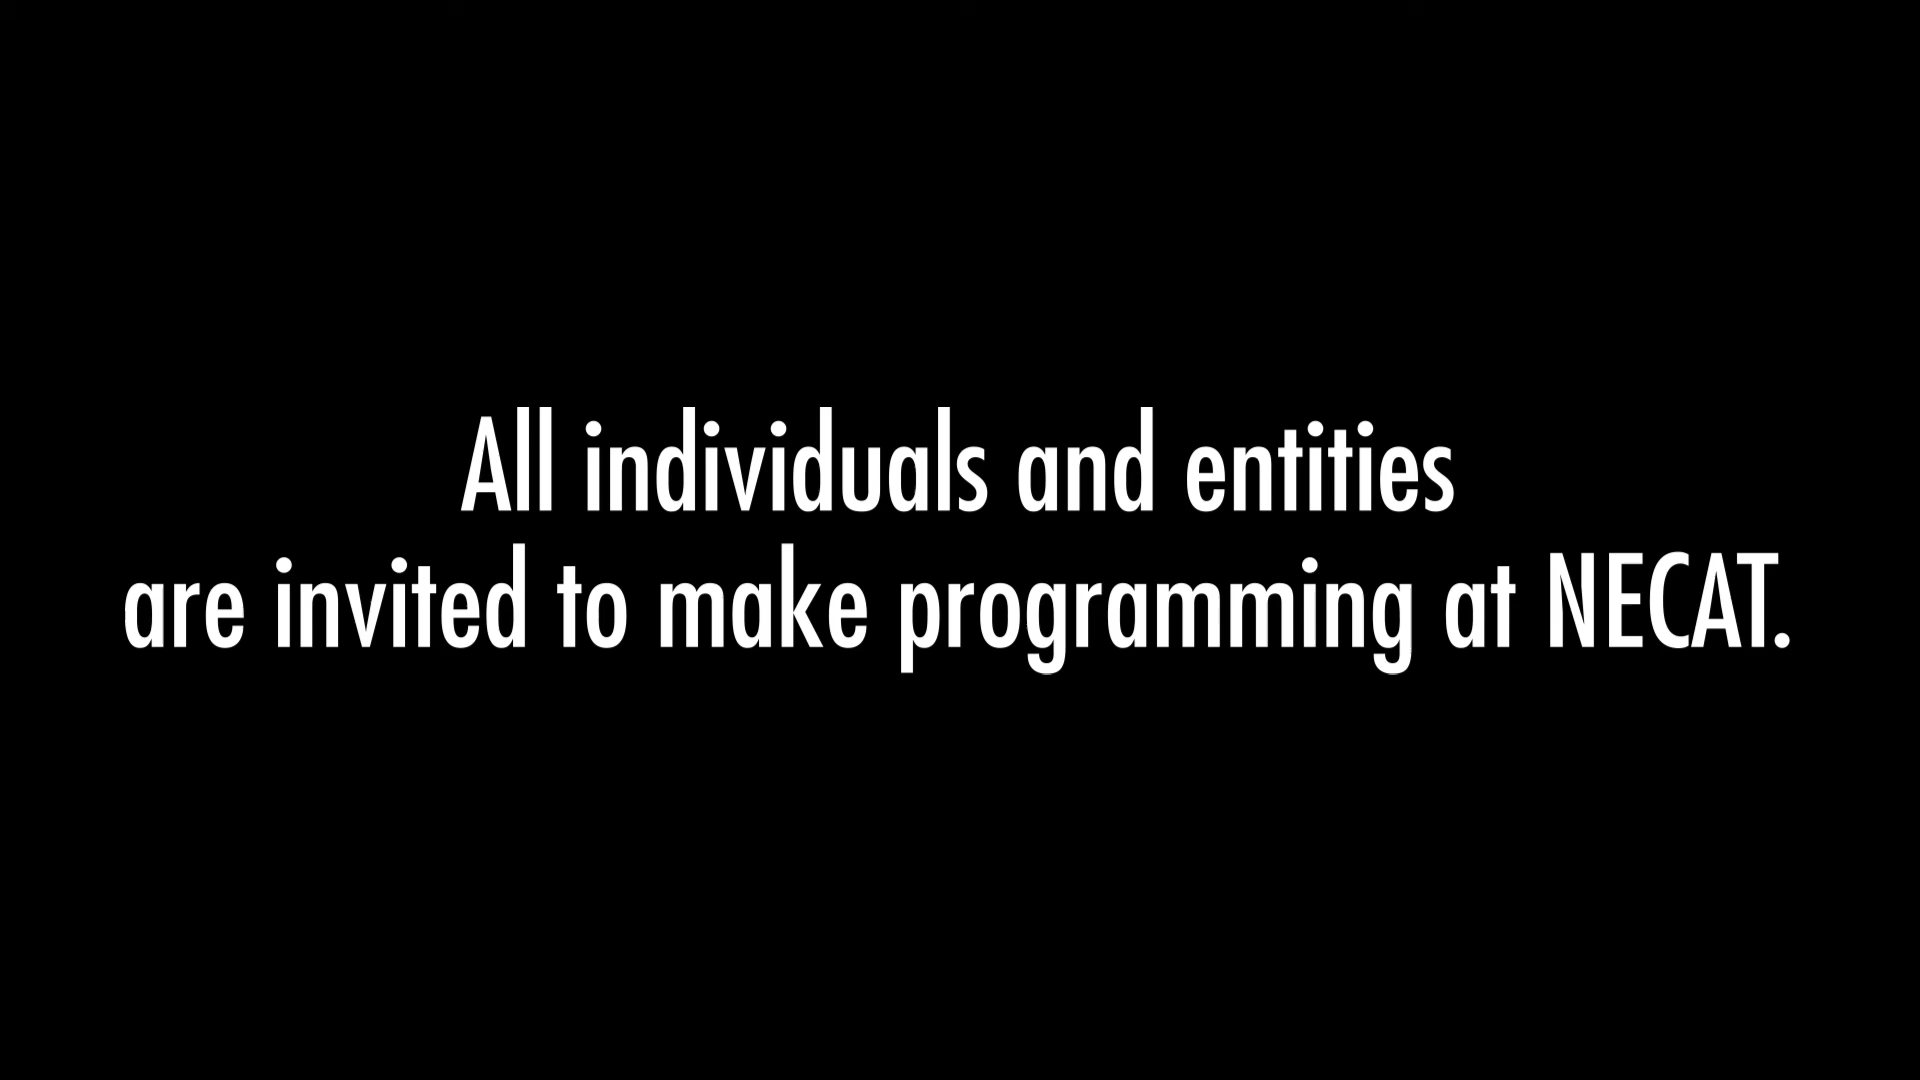 All individuals and entities
are invited to make programming at NECAT.